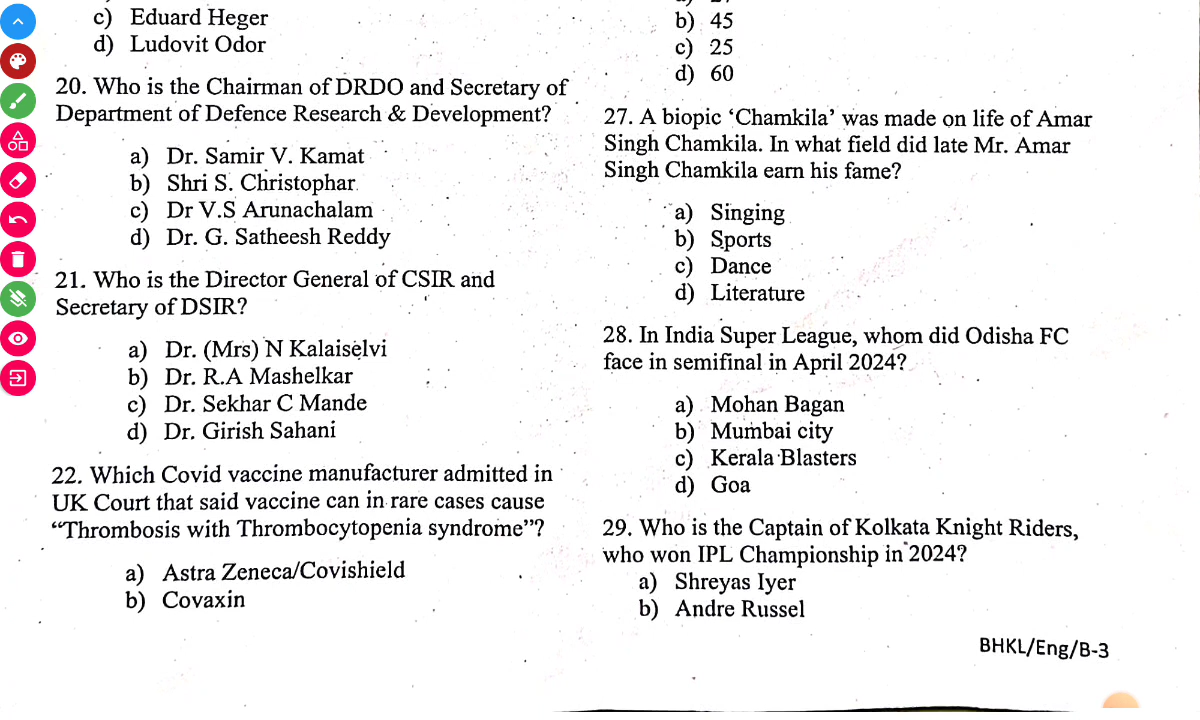 c) Eduard Heger
d) Ludovit Odor
20. Who is the Chairman of DRDO and Secretary of
Department of Defence Research & Development?
a) Dr. Samir V. Kamat
b) Shri S. Christophar
c) Dr V.S Arunachalam
d) Dr. G. Satheesh Reddy
21. Who is the Director General of CSIR and
Secretary of DSIR?
a) Dr. (Mrs) N Kalaiselvi
b) Dr. R.A Mashelkar
c) Dr. Sekhar C Mande
d) Dr. Girish Sahani
22. Which Covid vaccine manufacturer admitted in
UK Court that said vaccine can in rare cases cause
“Thrombosis with Thrombocytopenia syndrome”?
a) Astra Zeneca/Covishield
b) Covaxin
b) 45
c) 25
d) 60
27. A biopic ‘Chamkila’ was made on life of Amar
Singh Chamkila. In what field did late Mr. Amar
Singh Chamkila earn his fame?
a) Singing
b) Sports
c) Dance
d) Literature
28. In India Super League, whom did Odisha FC
face in semifinal in April 2024?
a) Mohan Bagan
b) Mumbai city
c) Kerala Blasters
d) Goa
29. Who is the Captain of Kolkata Knight Riders,
who won IPL Championship in 2024?
a) Shreyas Iyer
b) Andre Russel
BHKL/Eng/B-3